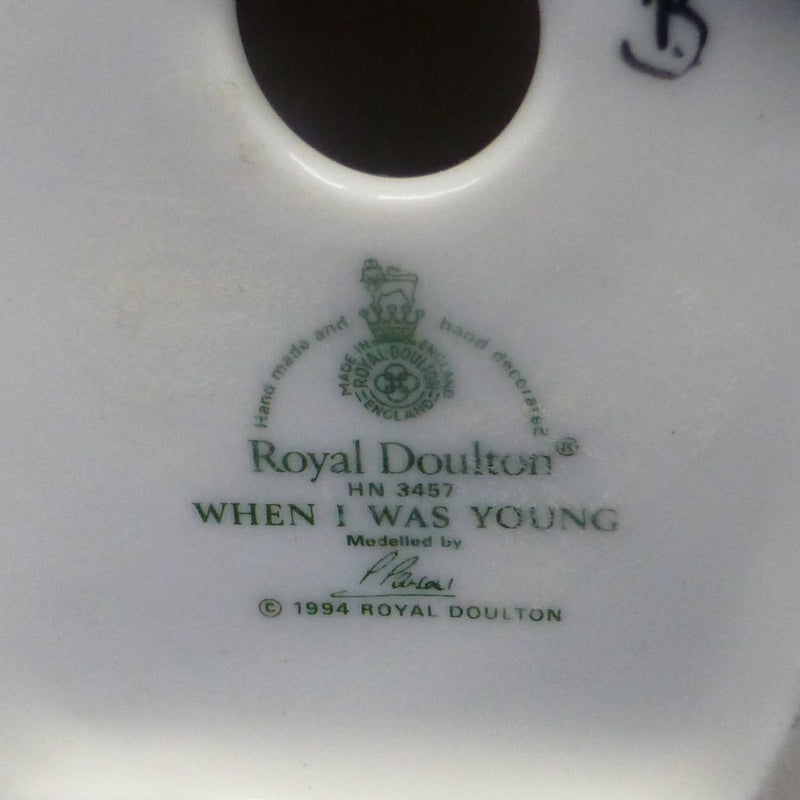 Hand made and hand decorated
MADE IN ENGLAND
ROYAL DOULTON
ENGLAND
Royal Doulton®
HN 3457
WHEN I WAS YOUNG
Modelled by
© 1994 ROYAL DOULTON